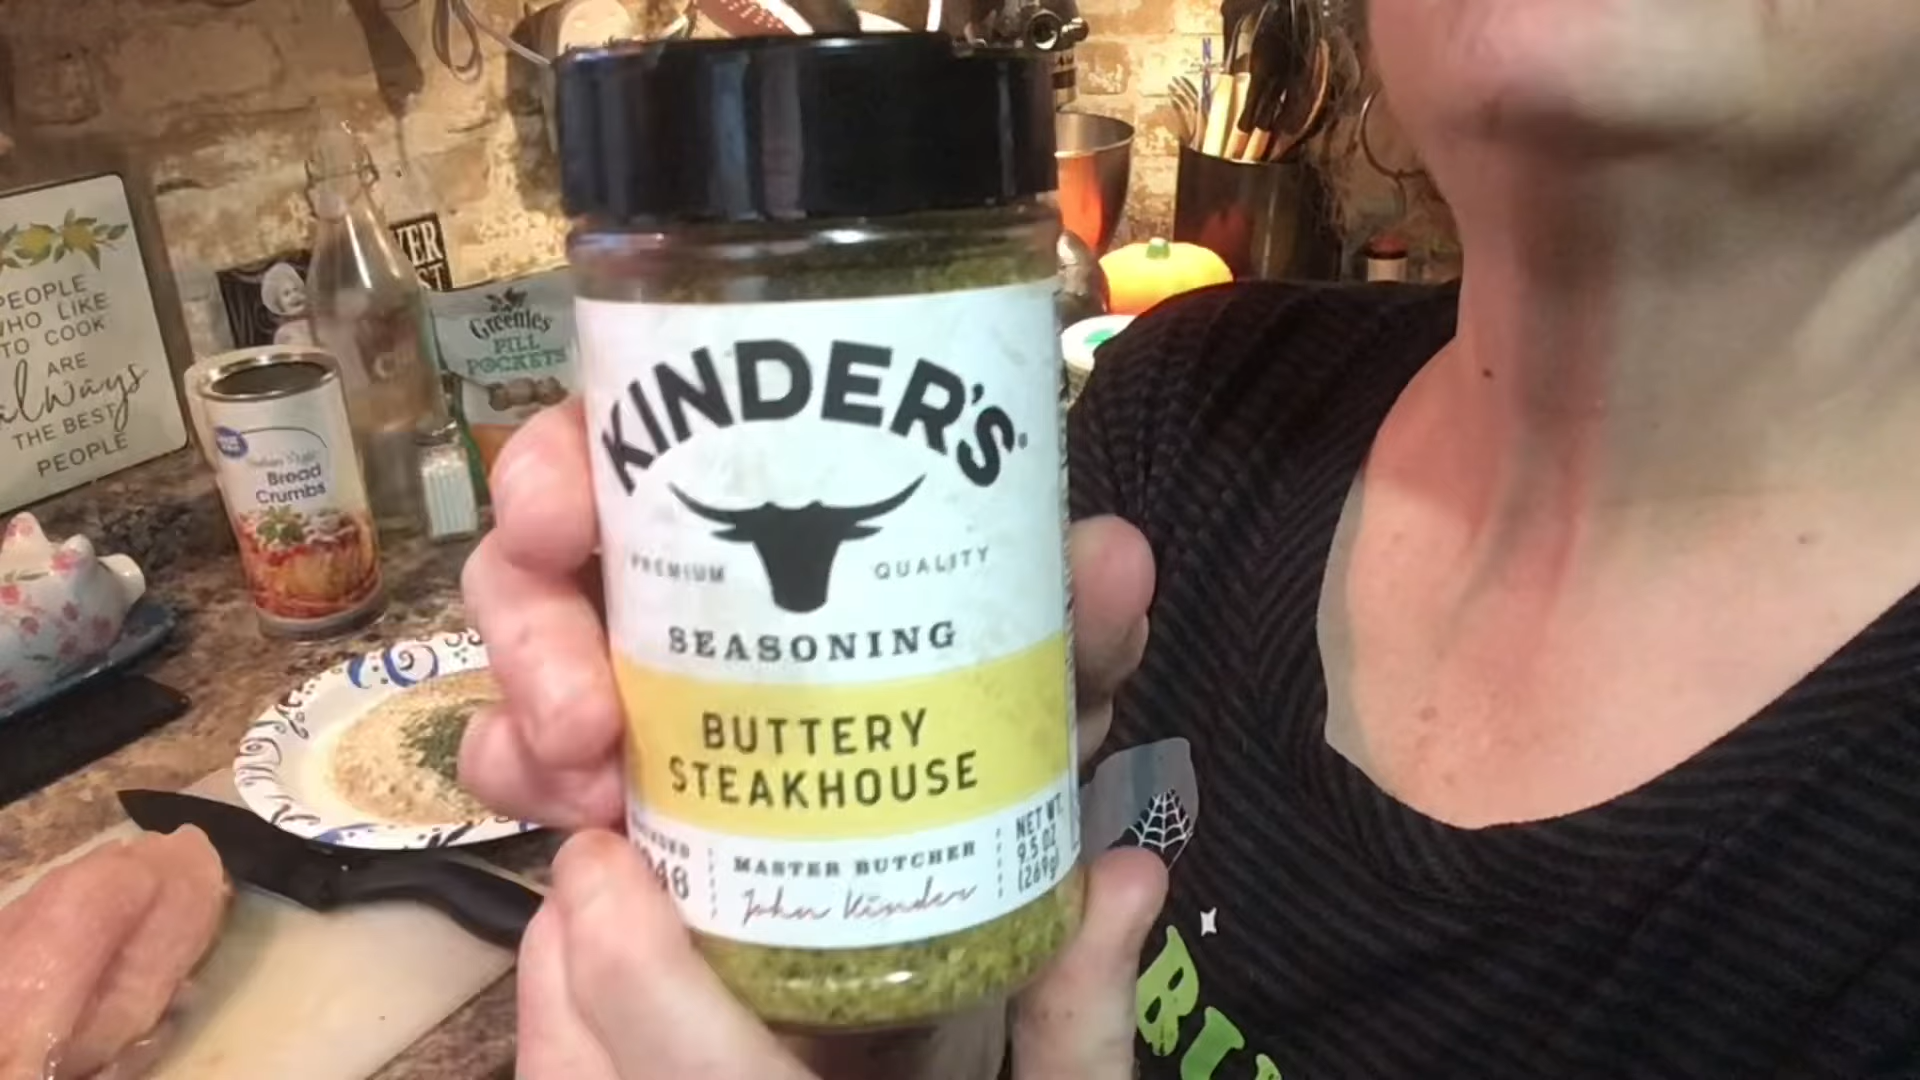 KINDER'S
PREMIUM QUALITY
SEASONING
BUTTERY
STEAKHOUSE
MASTER BUTCHER
John Kinder
NET WT.
9.5 OZ
(269g)
PEOPLE
WHO LIKE
TO COOK
ARE
always
THE BEST
PEOPLE
Bread
Crumbs
Greenies
PILL
POCKETS